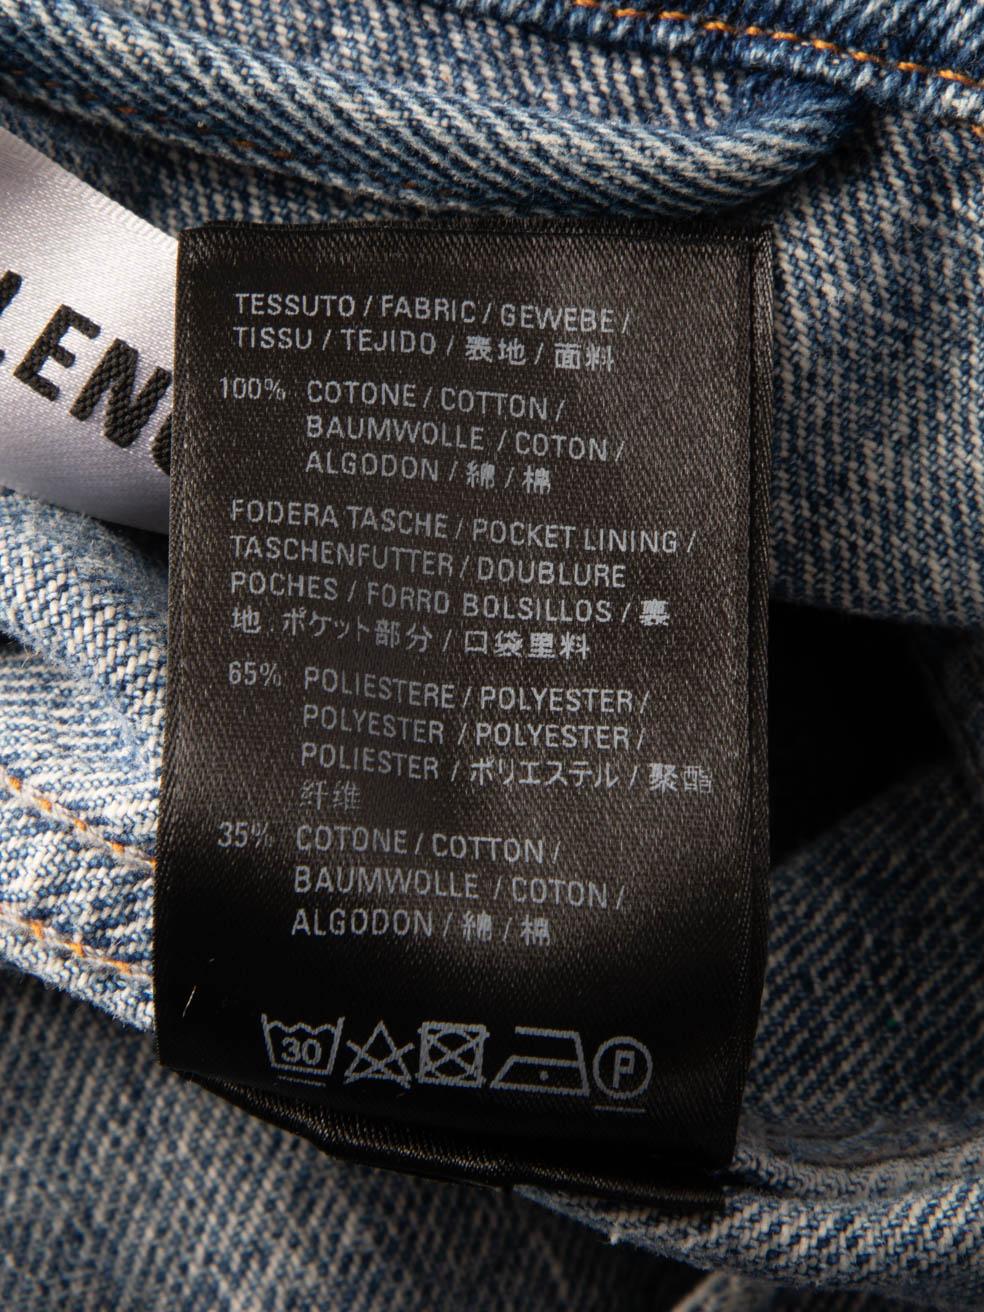 LENC
TESSUTO / FABRIC / GEWEBE /
TISSU / TEJIDO / 表地 / 面料
100% COTONE / COTTON /
BAUMWOLLE / COTON /
ALGODON / 綿 / 棉
FODERA TASCHE / POCKET LINING /
TASCHENFUTTER / DOUBLURE
POCHES / FORRO BOLSILLOS / 裏
地 ポケット部分 / 口袋里料
65% POLIESTERE / POLYESTER /
POLYESTER / POLYESTER /
POLIESTER / ポリエステル / 聚酯
纤维
35% COTONE / COTTON /
BAUMWOLLE / COTON /
ALGODON / 綿 / 棉
30 P